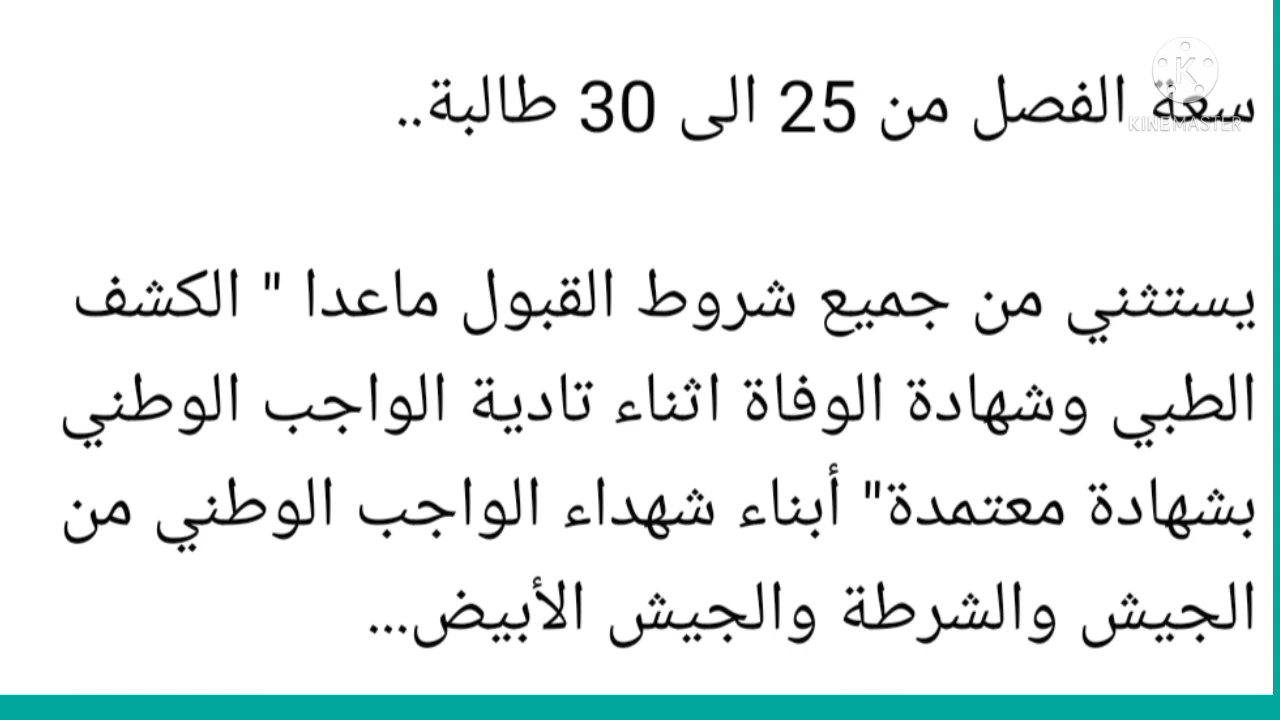 سعة الفصل من 25 الى 30 طالبة..
KINEMASTER
يستثني من جميع شروط القبول ماعدا " الكشف
الطبي وشهادة الوفاة اثناء تادية الواجب الوطني
بشهادة معتمدة" أبناء شهداء الواجب الوطني من
الجيش والشرطة والجيش الأبيض...